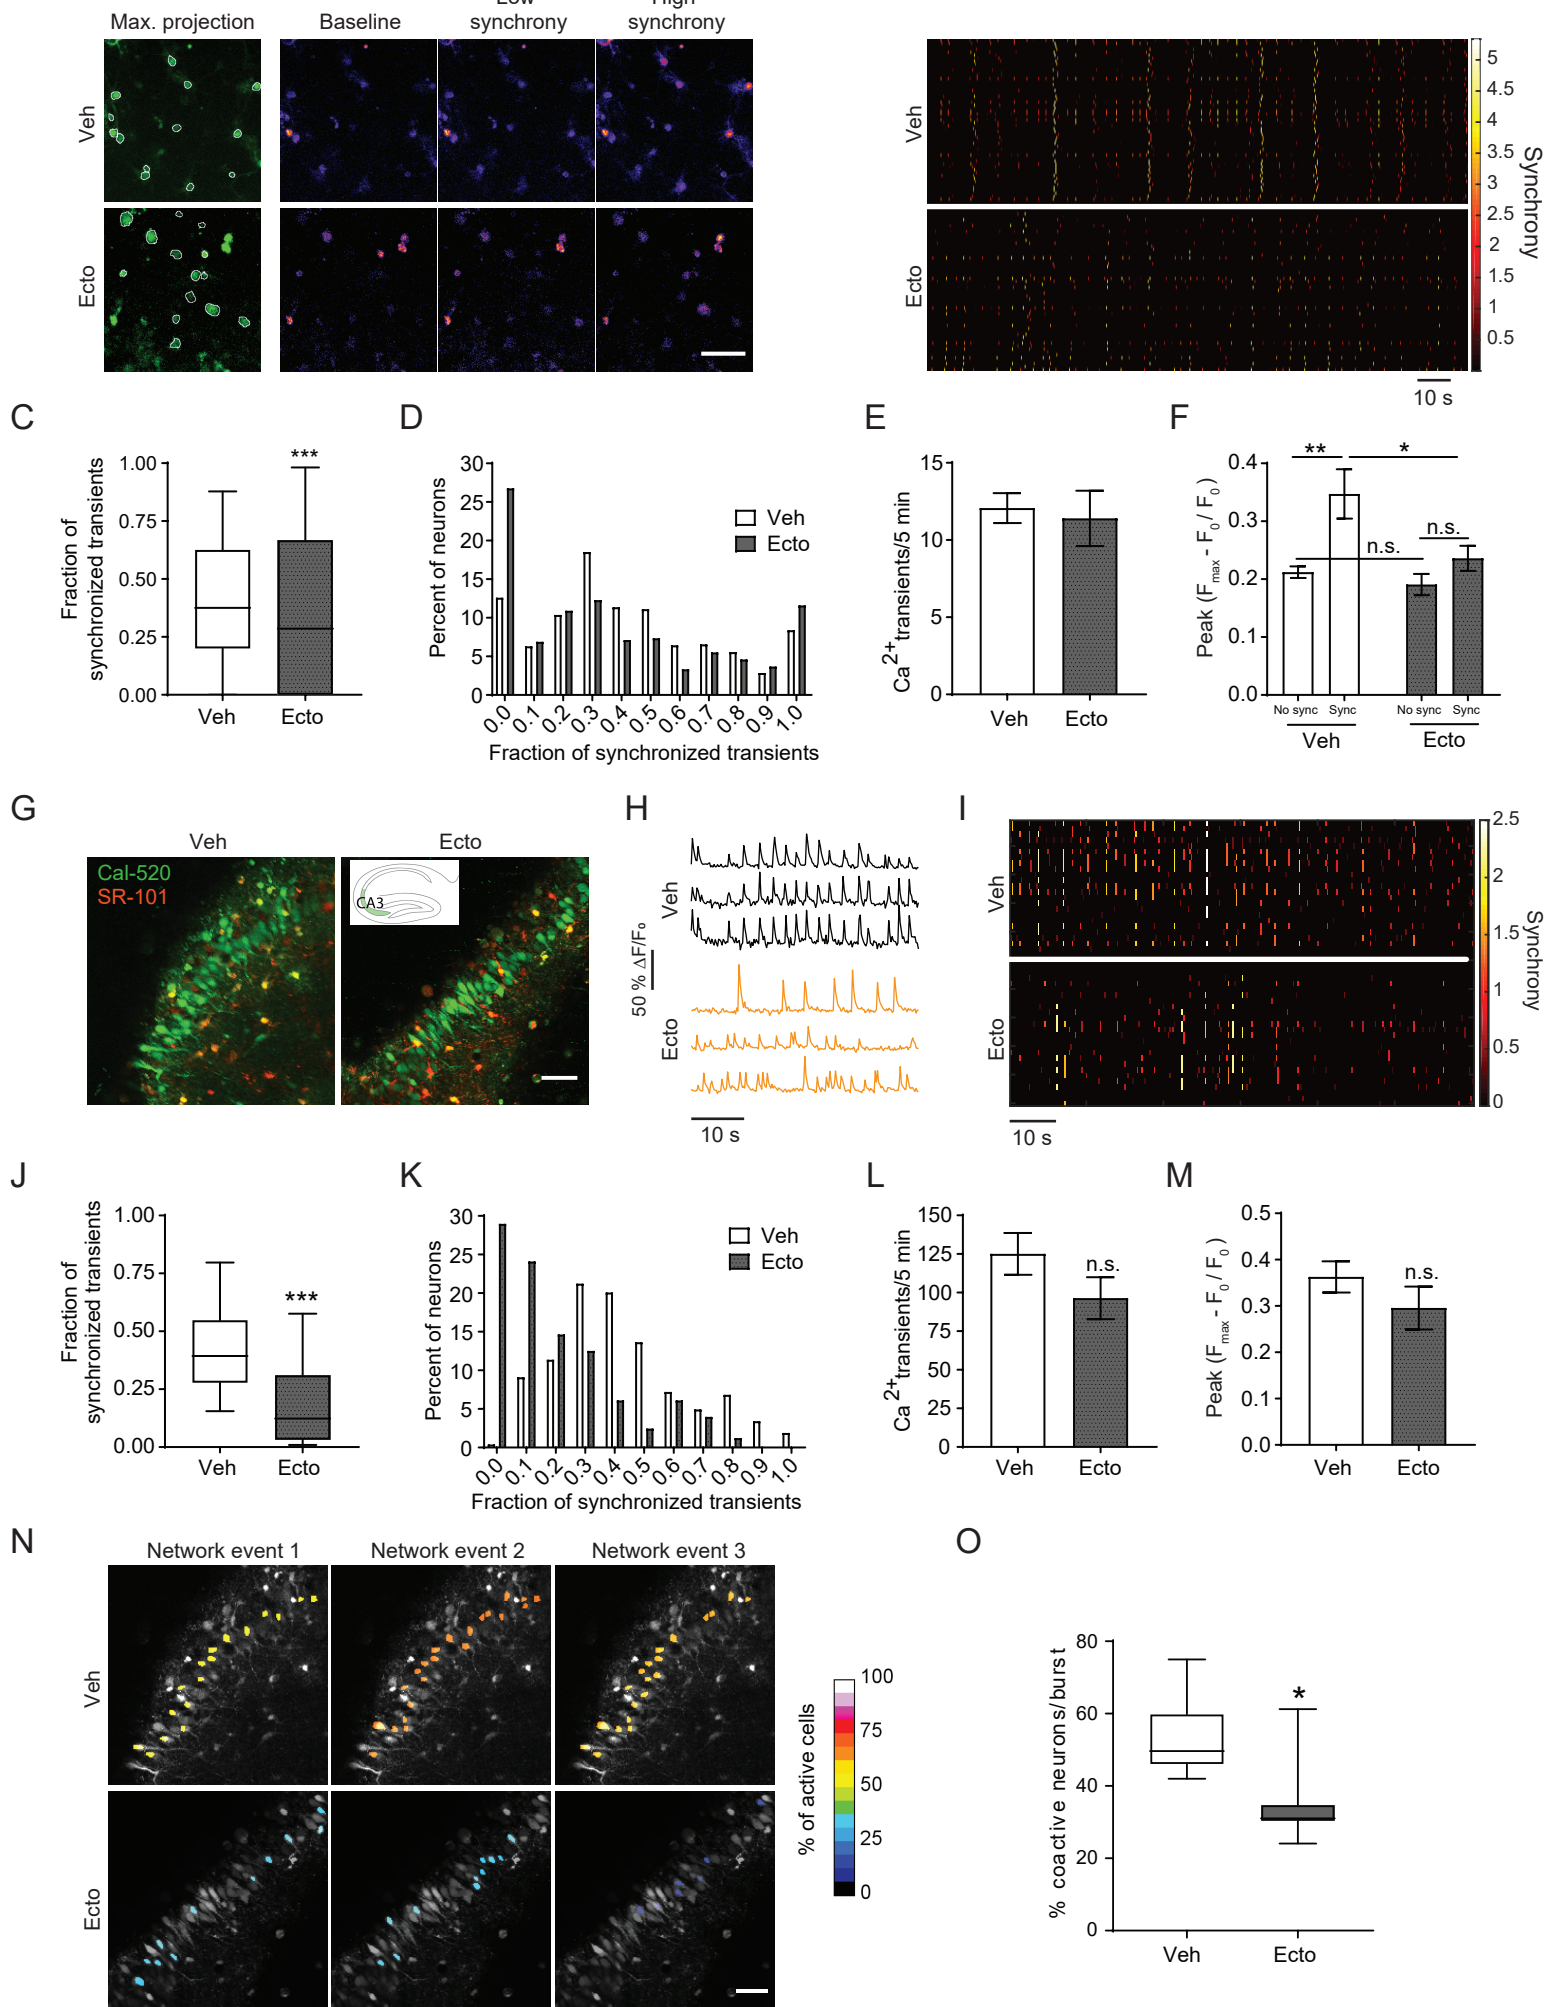 Low High
Max. projection Baseline synchrony synchrony
Veh
Ecto
Veh
Ecto
5
4.5
4
3.5
3
2.5
2
1.5
1
0.5
Synchrony
10 s
C
Fraction of
synchronized transients
1.00
0.75
0.50
0.25
0.00
***
Veh Ecto
D
Percent of neurons
30
25
20
15
10
5
0
Veh
Ecto
0.0 0.1 0.2 0.3 0.4 0.5 0.6 0.7 0.8 0.9 1.0
Fraction of synchronized transients
E
Ca2+ transients/5 min
15
10
5
0
Veh Ecto
F
Peak (Fmax - F0 / F0 )
0.4
0.3
0.2
0.1
0.0
** *
n.s.
n.s.
No sync Sync No sync Sync
Veh Ecto
G
Veh Ecto
Cal-520
SR-101
CA3
H
Veh
50 % ΔF/F₀
Ecto
10 s
I
Veh
Ecto
2.5
2
1.5
1
0.5
0
Synchrony
10 s
J
Fraction of
synchronized transients
1.00
0.75
0.50
0.25
0.00
***
Veh Ecto
K
Percent of neurons
30
25
20
15
10
5
0
Veh
Ecto
0.0 0.1 0.2 0.3 0.4 0.5 0.6 0.7 0.8 0.9 1.0
Fraction of synchronized transients
L
Ca2+ transients/5 min
150
125
100
75
50
25
0
n.s.
Veh Ecto
M
Peak (Fmax - F0 / F0 )
0.5
0.4
0.3
0.2
0.1
0.0
n.s.
Veh Ecto
N
Network event 1 Network event 2 Network event 3
Veh
Ecto
% of active cells
100
75
50
25
0
O
% coactive neurons/burst
80
60
40
20
0
*
Veh Ecto